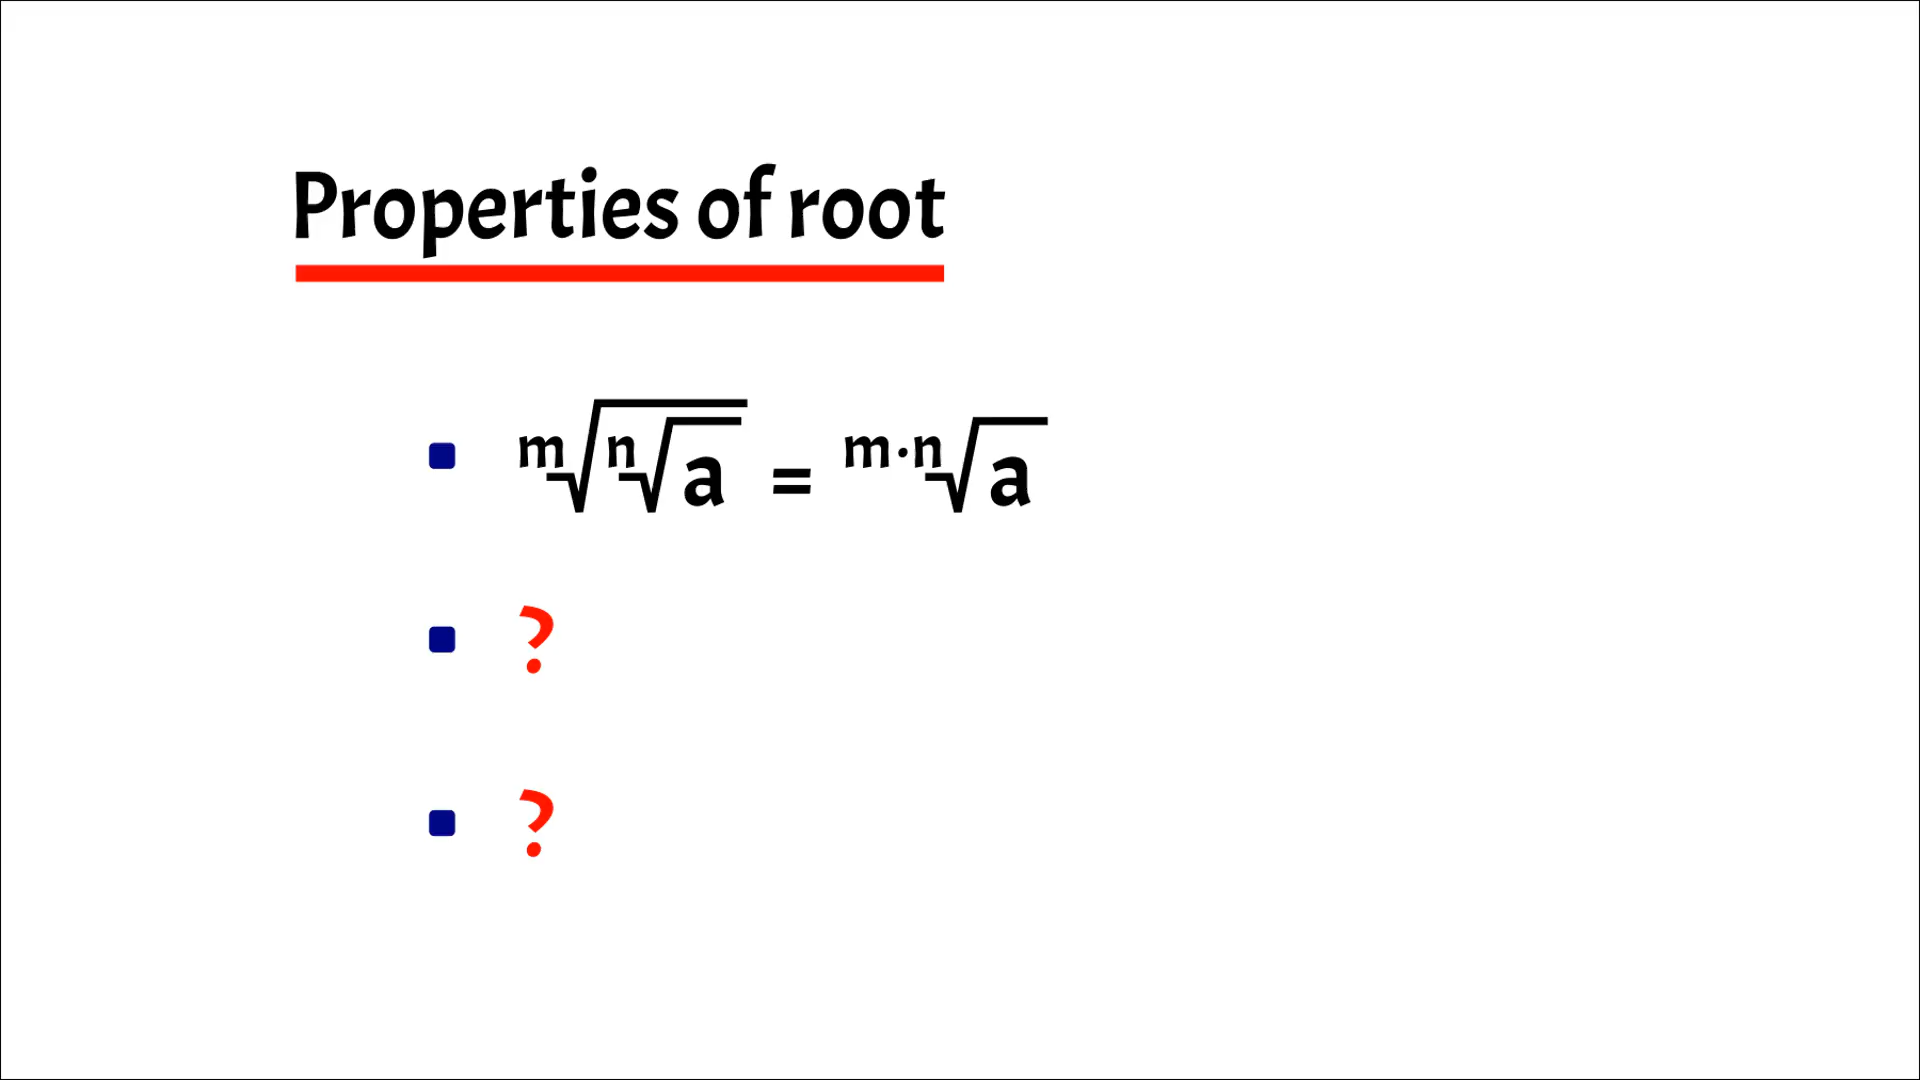 Properties of root
▪ ᵐ√(ⁿ√a) = ᵐ·ⁿ√a
▪ ?
▪ ?